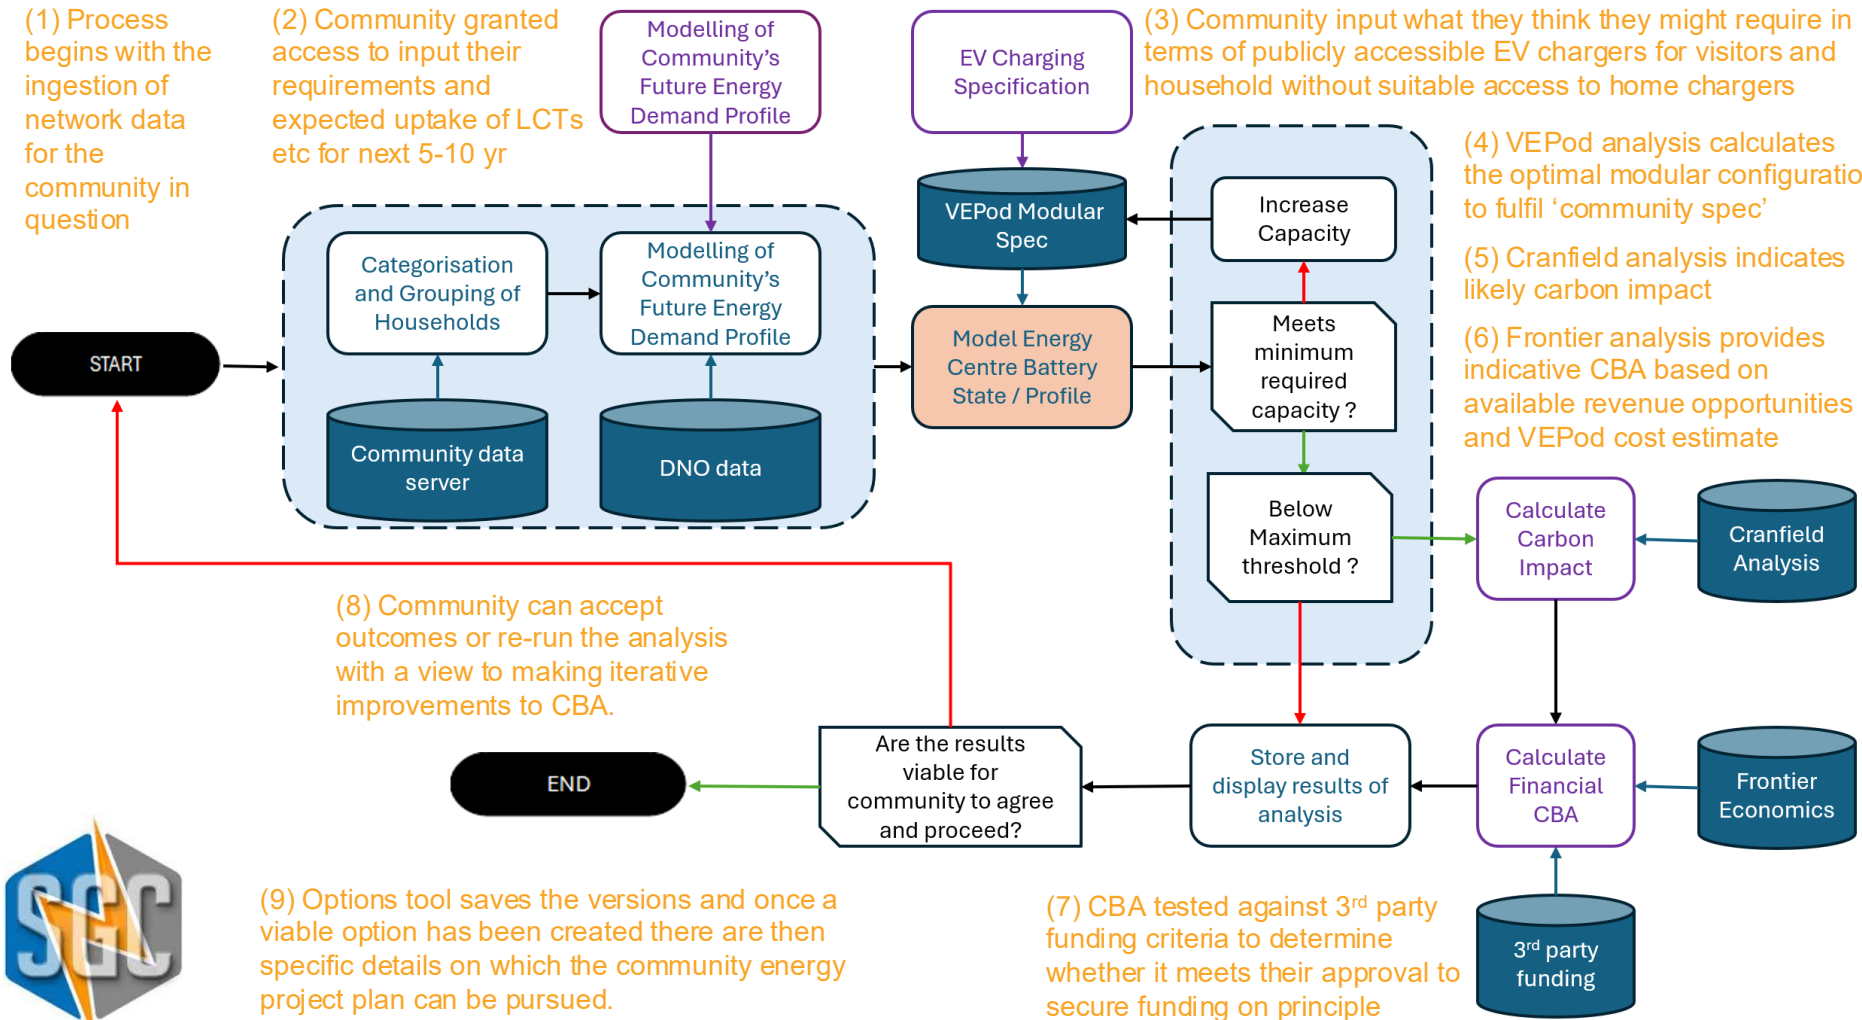 (1) Process
begins with the
ingestion of
network data
for the
community in
question
(2) Community granted
access to input their
requirements and
expected uptake of LCTs
etc for next 5-10 yr
Modelling of
Community's
Future Energy
Demand Profile
EV Charging
Specification
(3) Community input what they think they might require in
terms of publicly accessible EV chargers for visitors and
household without suitable access to home chargers
(4) VEPod analysis calculates
the optimal modular configuratio
to fulfil ‘community spec’
(5) Cranfield analysis indicates
likely carbon impact
(6) Frontier analysis provides
indicative CBA based on
available revenue opportunities
and VEPod cost estimate
VEPod Modular
Spec
Increase
Capacity
Categorisation
and Grouping of
Households
Modelling of
Community's
Future Energy
Demand Profile
START
Model Energy
Centre Battery
State / Profile
Meets
minimum
required
capacity ?
Community data
server
DNO data
Below
Maximum
threshold ?
Calculate
Carbon
Impact
Cranfield
Analysis
(8) Community can accept
outcomes or re-run the analysis
with a view to making iterative
improvements to CBA.
END
Are the results
viable for
community to agree
and proceed?
Store and
display results of
analysis
Calculate
Financial
CBA
Frontier
Economics
SGC
(9) Options tool saves the versions and once a
viable option has been created there are then
specific details on which the community energy
project plan can be pursued.
(7) CBA tested against 3rd party
funding criteria to determine
whether it meets their approval to
secure funding on principle
3rd party
funding